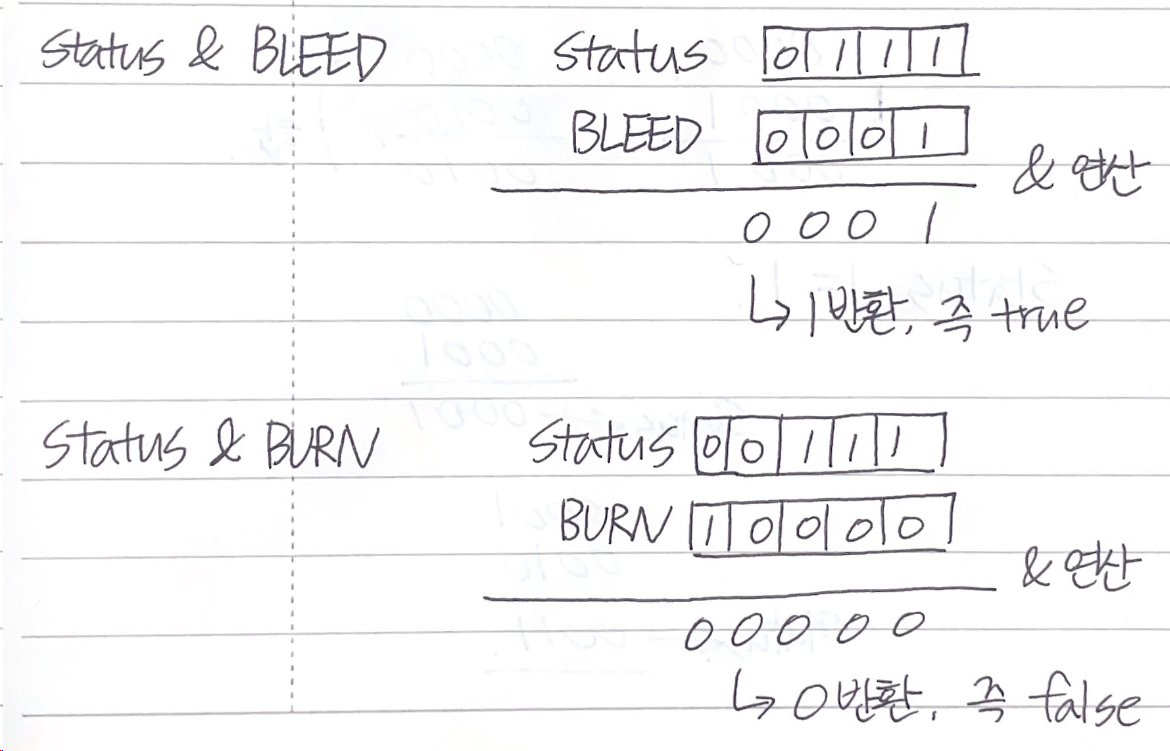 Status & BLEED
Status 0 1 1 1
BLEED 0 0 0 1
& 연산
0 0 0 1
↳ 1 반환, 즉 true
Status & BURN
Status 0 0 1 1 1
BURN 1 0 0 0 0
& 연산
0 0 0 0 0
↳ 0 반환, 즉 false